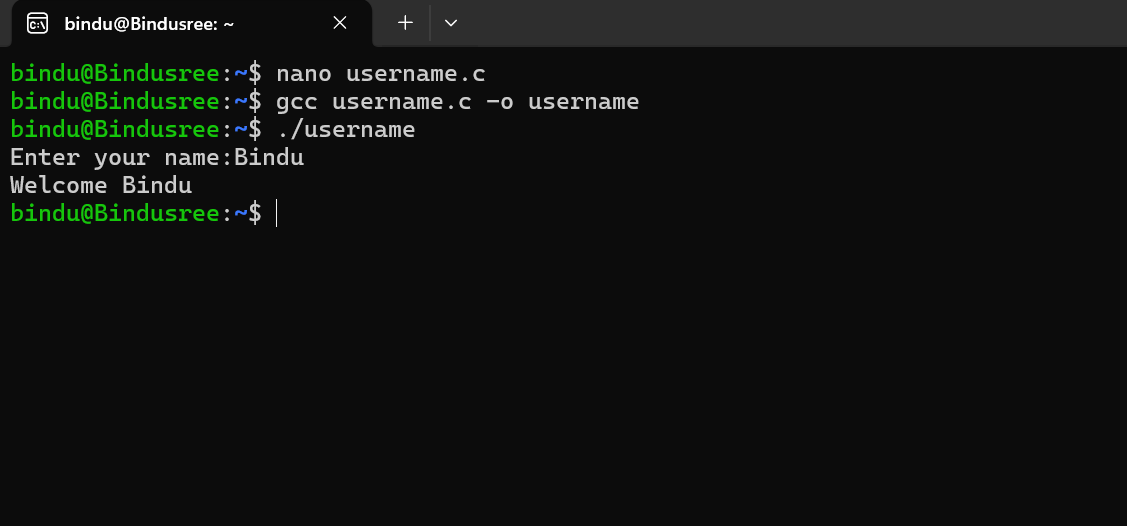 bindu@Bindusree: ~
bindu@Bindusree:~$ nano username.c
bindu@Bindusree:~$ gcc username.c -o username
bindu@Bindusree:~$ ./username
Enter your name:Bindu
Welcome Bindu
bindu@Bindusree:~$